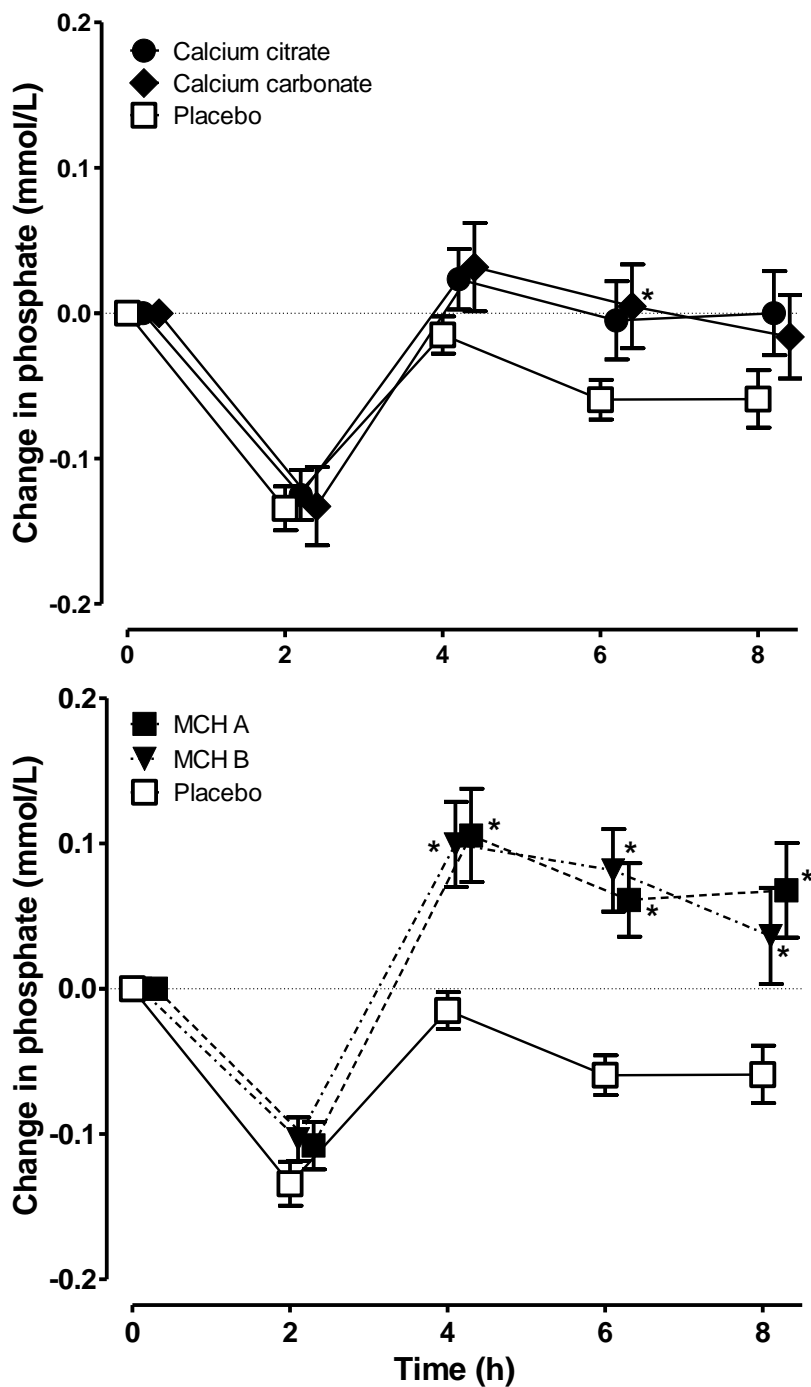 0.2
Calcium citrate
Calcium carbonate
Placebo
0.1
0.0
-0.1
-0.2
Change in phosphate (mmol/L)
*
0 2 4 6 8
0.2
MCH A
MCH B
Placebo
0.1
0.0
-0.1
-0.2
Change in phosphate (mmol/L)
* * * * * *
0 2 4 6 8
Time (h)